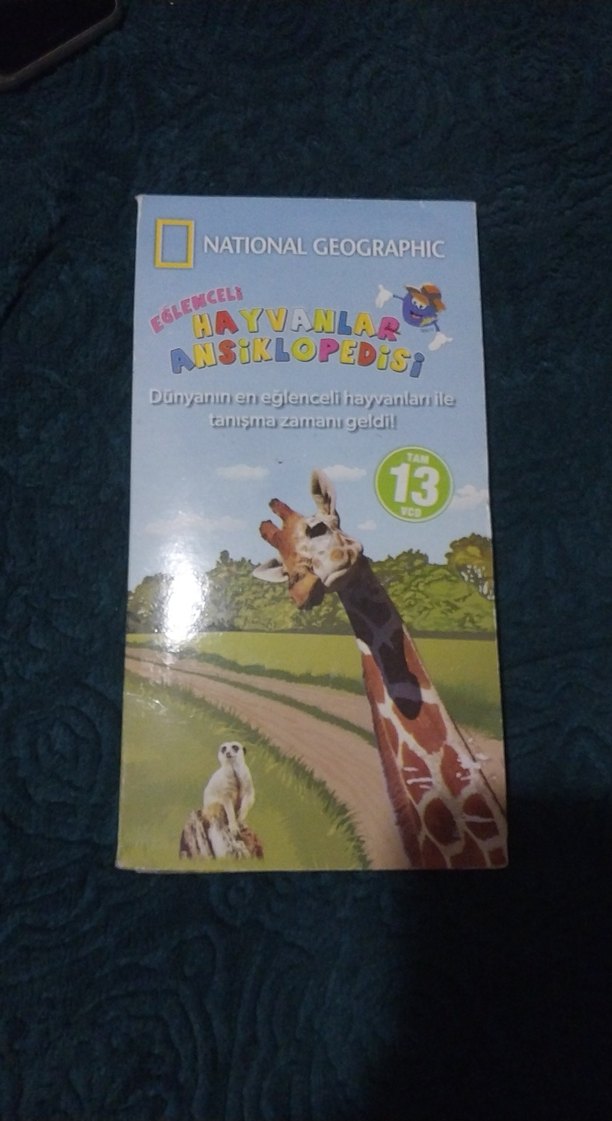 NATIONAL GEOGRAPHIC
EĞLENCELİ
HAYVANLAR
ANSİKLOPEDİSİ
Dünyanın en eğlenceli hayvanları ile
tanışma zamanı geldi!
TAM
13
VCD